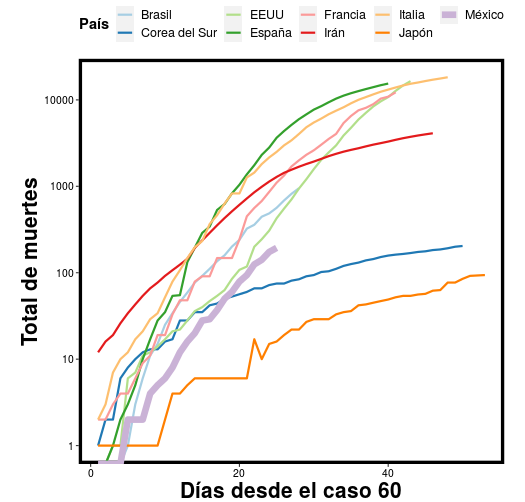 País Brasil EEUU Francia Italia México
Corea del Sur España Irán Japón
Total de muertes
10000
1000
100
10
1
0 20 40
Días desde el caso 60